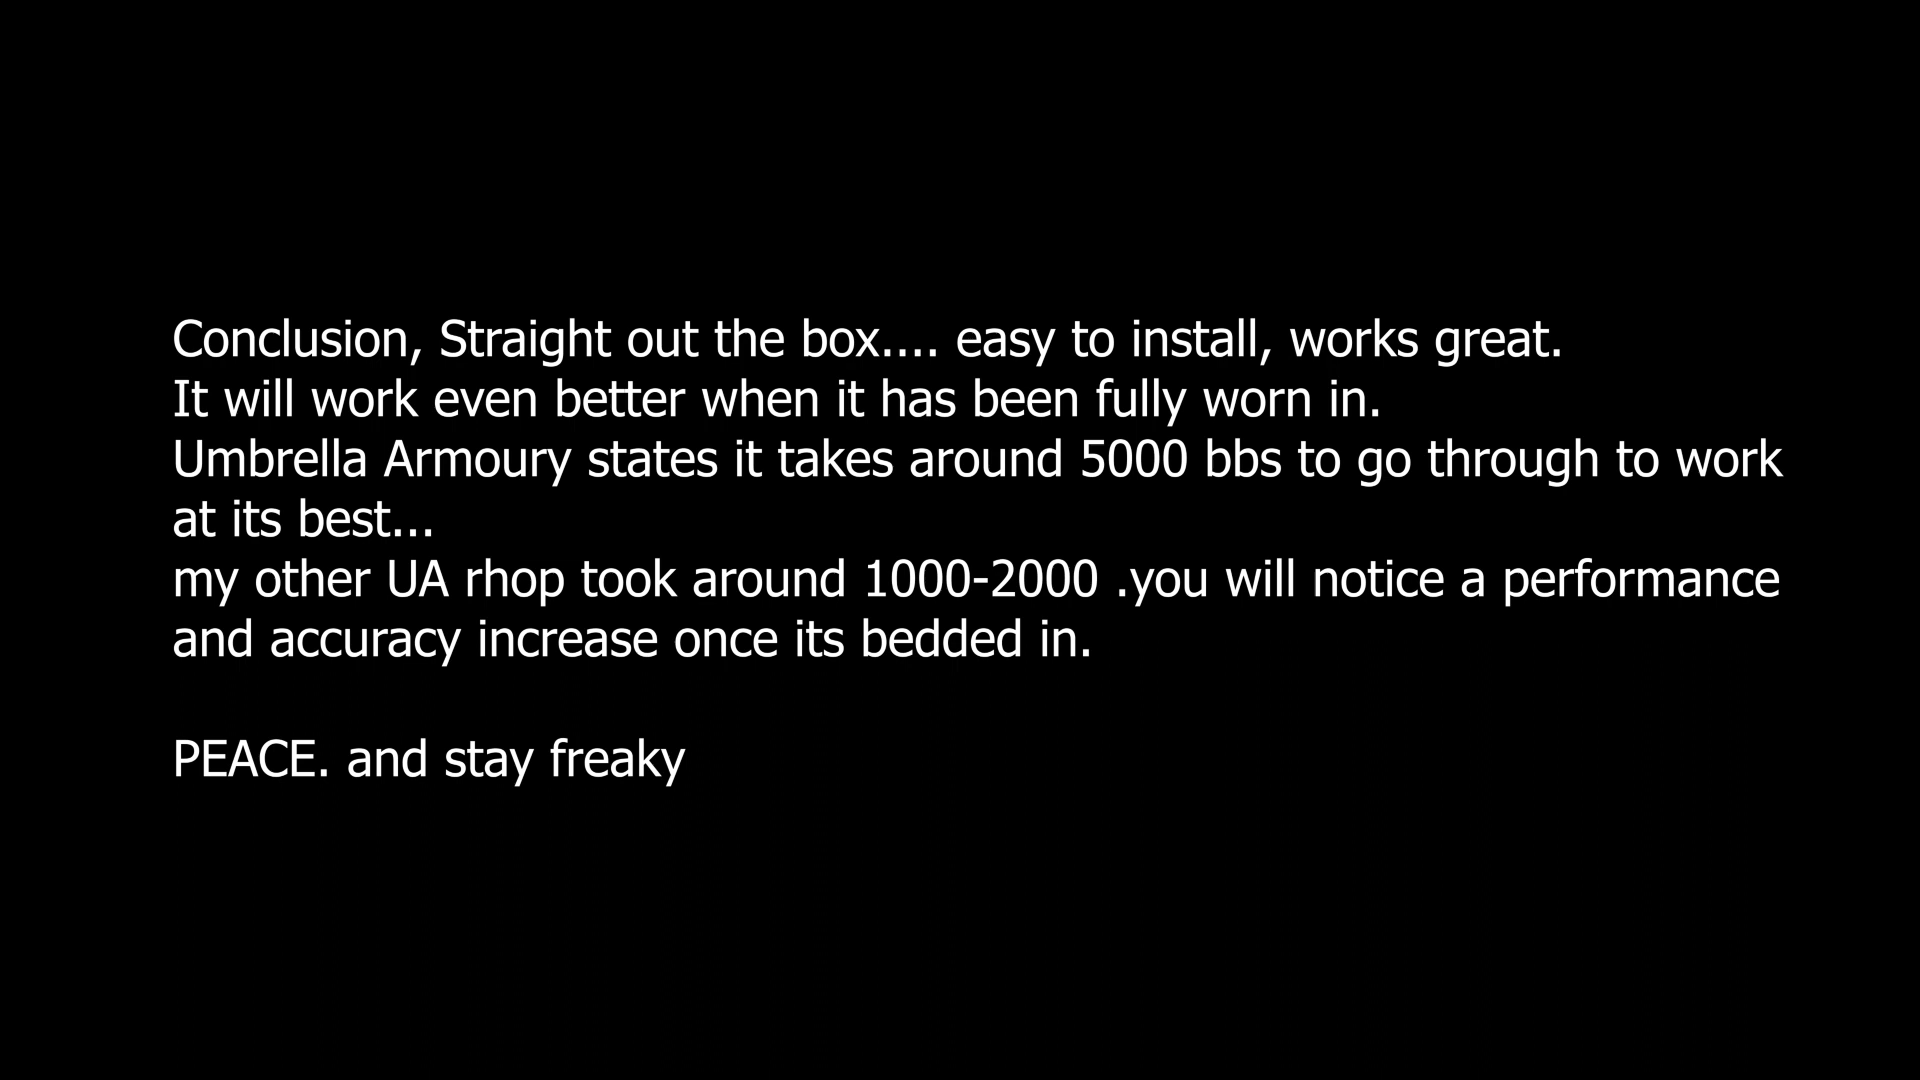 Conclusion, Straight out the box.... easy to install, works great.
It will work even better when it has been fully worn in.
Umbrella Armoury states it takes around 5000 bbs to go through to work
at its best...
my other UA rhop took around 1000-2000 .you will notice a performance
and accuracy increase once its bedded in.
PEACE. and stay freaky